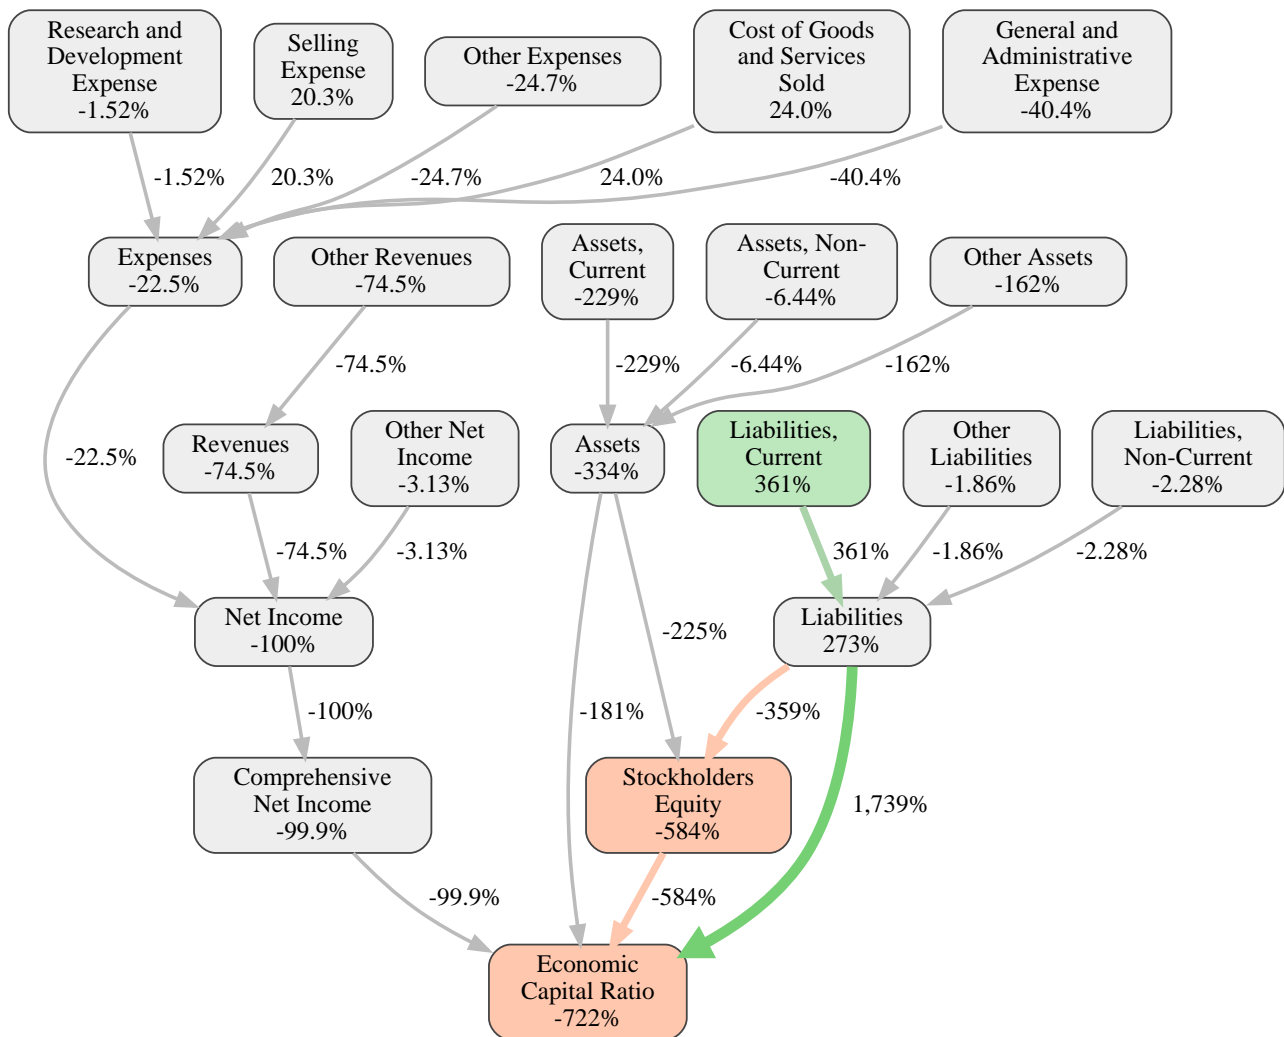 Research and
Development
Expense
-1.52%
Selling
Expense
20.3%
Other Expenses
-24.7%
Cost of Goods
and Services
Sold
24.0%
General and
Administrative
Expense
-40.4%
-1.52%
20.3%
-24.7%
24.0%
-40.4%
Expenses
-22.5%
Other Revenues
-74.5%
Assets,
Current
-229%
Assets, Non-
Current
-6.44%
Other Assets
-162%
-74.5%
-229%
-6.44%
-162%
-22.5%
Revenues
-74.5%
Other Net
Income
-3.13%
Assets
-334%
Liabilities,
Current
361%
Other
Liabilities
-1.86%
Liabilities,
Non-Current
-2.28%
-74.5%
-3.13%
361%
-1.86%
-2.28%
Net Income
-100%
-225%
Liabilities
273%
-100%
-181%
-359%
Comprehensive
Net Income
-99.9%
Stockholders
Equity
-584%
1,739%
-99.9%
-584%
Economic
Capital Ratio
-722%